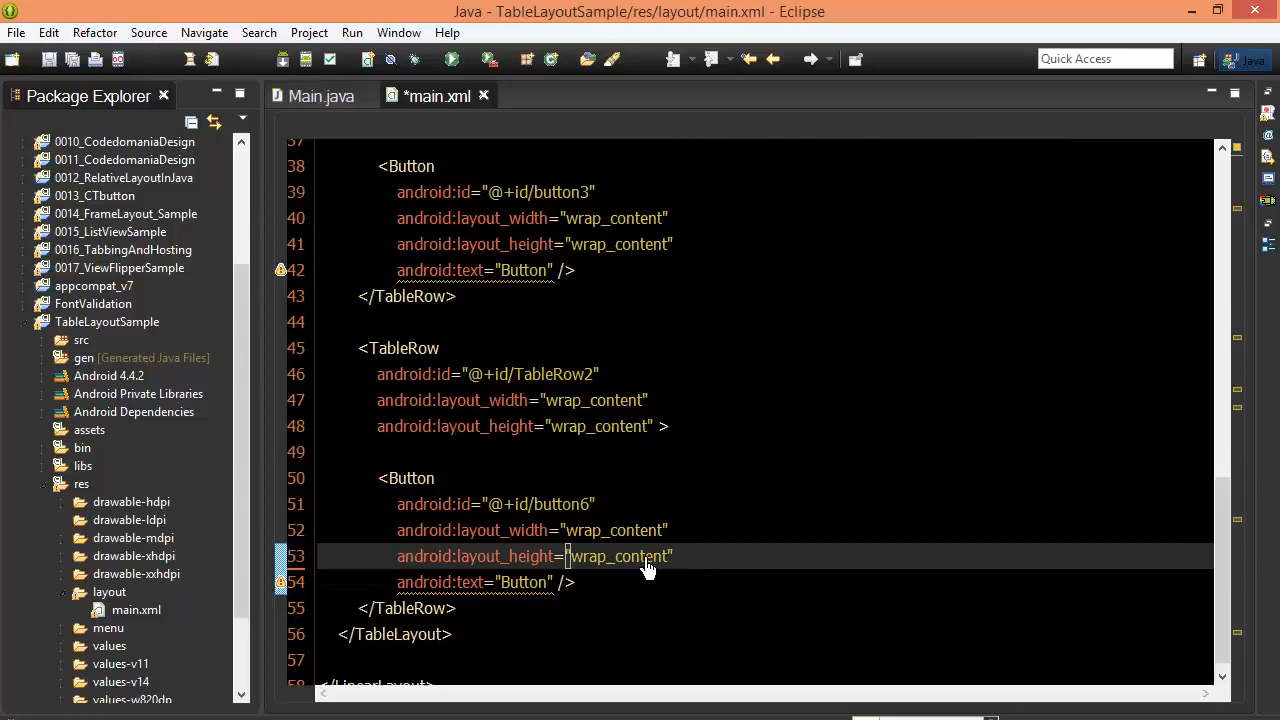 Java - TableLayoutSample/res/layout/main.xml - Eclipse
File Edit Refactor Source Navigate Search Project Run Window Help
Quick Access
Java
Package Explorer
Main.java
*main.xml
0010_CodedomaniaDesign
0011_CodedomaniaDesign
0012_RelativeLayoutInJava
0013_CTbutton
0014_FrameLayout_Sample
0015_ListViewSample
0016_TabbingAndHosting
0017_ViewFlipperSample
appcompat_v7
FontValidation
TableLayoutSample
src
gen [Generated Java Files]
Android 4.4.2
Android Private Libraries
Android Dependencies
assets
bin
libs
res
drawable-hdpi
drawable-ldpi
drawable-mdpi
drawable-xhdpi
drawable-xxhdpi
layout
main.xml
menu
values
values-v11
values-v14
values-w820dp
37
38 <Button
39 android:id="@+id/button3"
40 android:layout_width="wrap_content"
41 android:layout_height="wrap_content"
42 android:text="Button" />
43 </TableRow>
44
45 <TableRow
46 android:id="@+id/TableRow2"
47 android:layout_width="wrap_content"
48 android:layout_height="wrap_content" >
49
50 <Button
51 android:id="@+id/button6"
52 android:layout_width="wrap_content"
53 android:layout_height="wrap_content"
54 android:text="Button" />
55 </TableRow>
56 </TableLayout>
57
58 </LinearLayout>